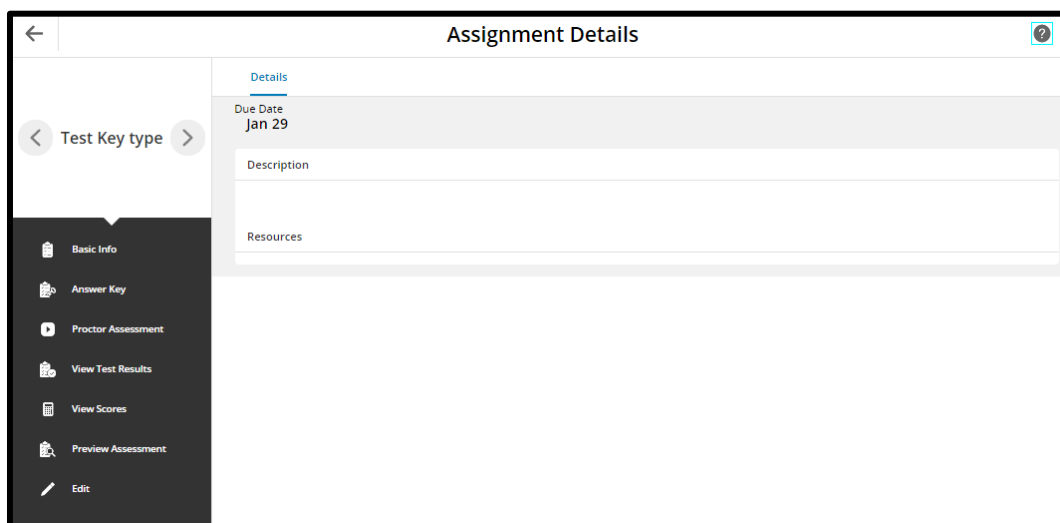 Assignment Details
?
Test Key type
Basic Info
Answer Key
Proctor Assessment
View Test Results
View Scores
Preview Assessment
Edit
Details
Due Date
Jan 29
Description
Resources